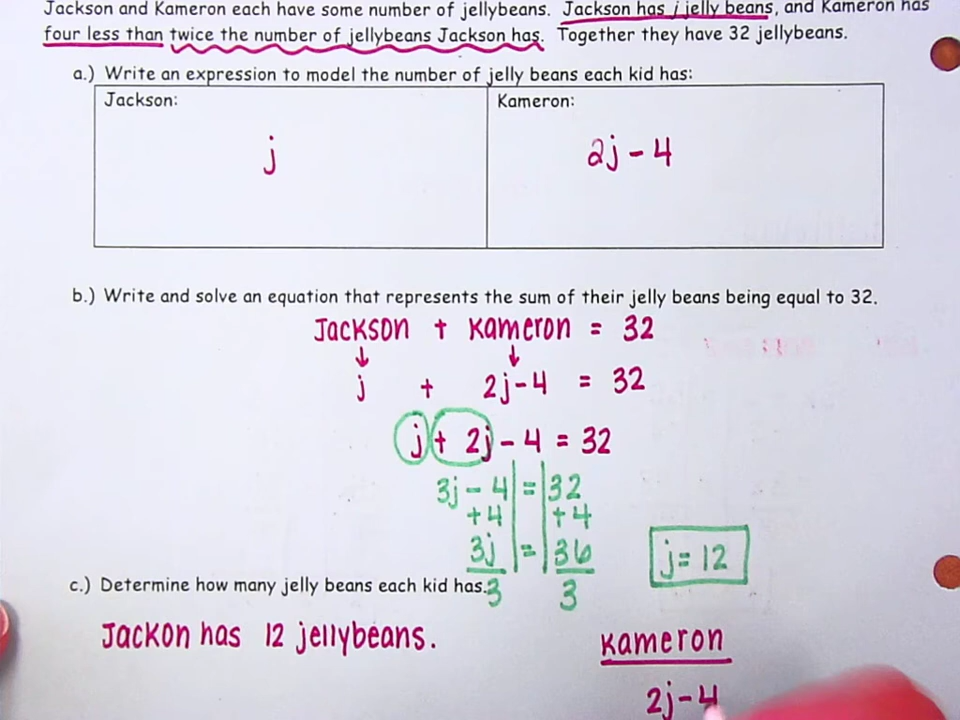 Jackson and Kameron each have some number of jellybeans. Jackson has j jelly beans, and Kameron has
four less than twice the number of jellybeans Jackson has. Together they have 32 jellybeans.
a.) Write an expression to model the number of jelly beans each kid has:
Jackson: Kameron:
j 2j - 4
b.) Write and solve an equation that represents the sum of their jelly beans being equal to 32.
Jackson + Kameron = 32
↓ ↓
j + 2j-4 = 32
j + 2j - 4 = 32
3j - 4 = 32
+4 +4
3j = 36
j = 12
c.) Determine how many jelly beans each kid has.
3 3
Jackon has 12 jellybeans.
Kameron
2j-4